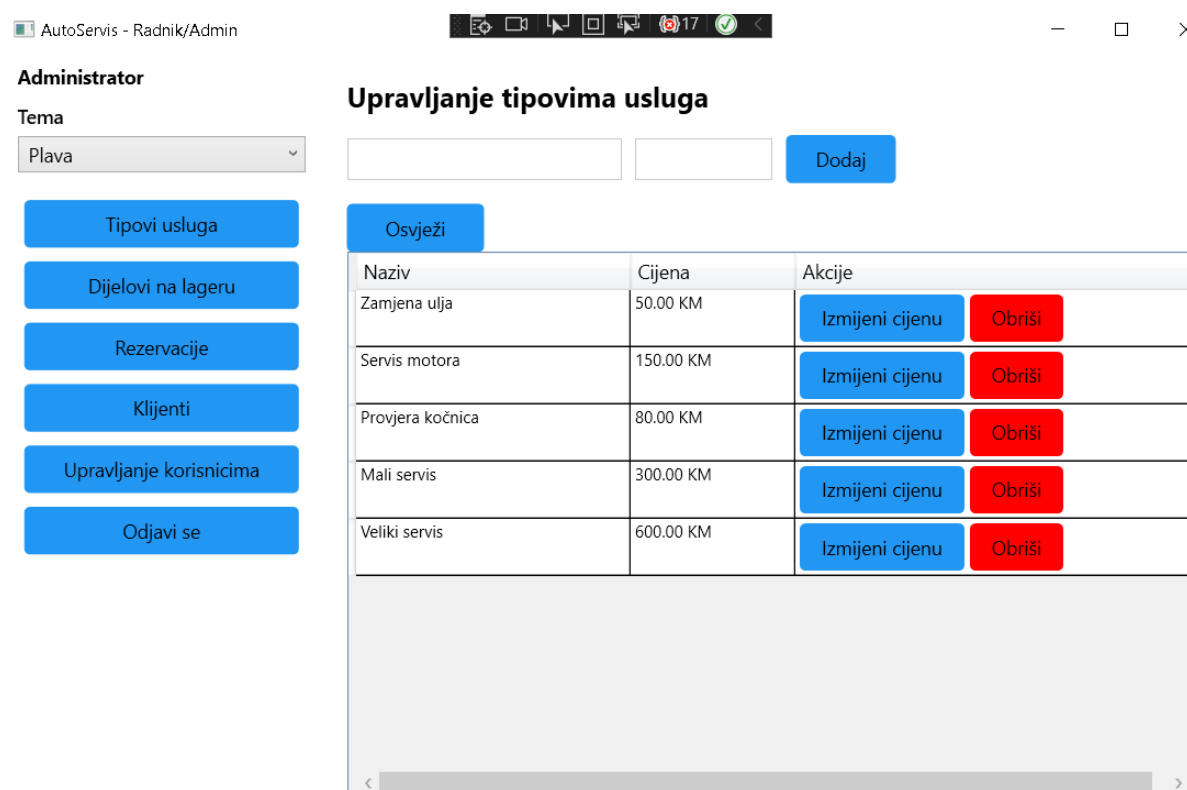 AutoServis - Radnik/Admin
17
Administrator
Tema
Plava
Tipovi usluga
Dijelovi na lageru
Rezervacije
Klijenti
Upravljanje korisnicima
Odjavi se
Upravljanje tipovima usluga
Dodaj
Osvježi
Naziv Cijena Akcije
Zamjena ulja 50.00 KM Izmijeni cijenu Obriši
Servis motora 150.00 KM Izmijeni cijenu Obriši
Provjera kočnica 80.00 KM Izmijeni cijenu Obriši
Mali servis 300.00 KM Izmijeni cijenu Obriši
Veliki servis 600.00 KM Izmijeni cijenu Obriši